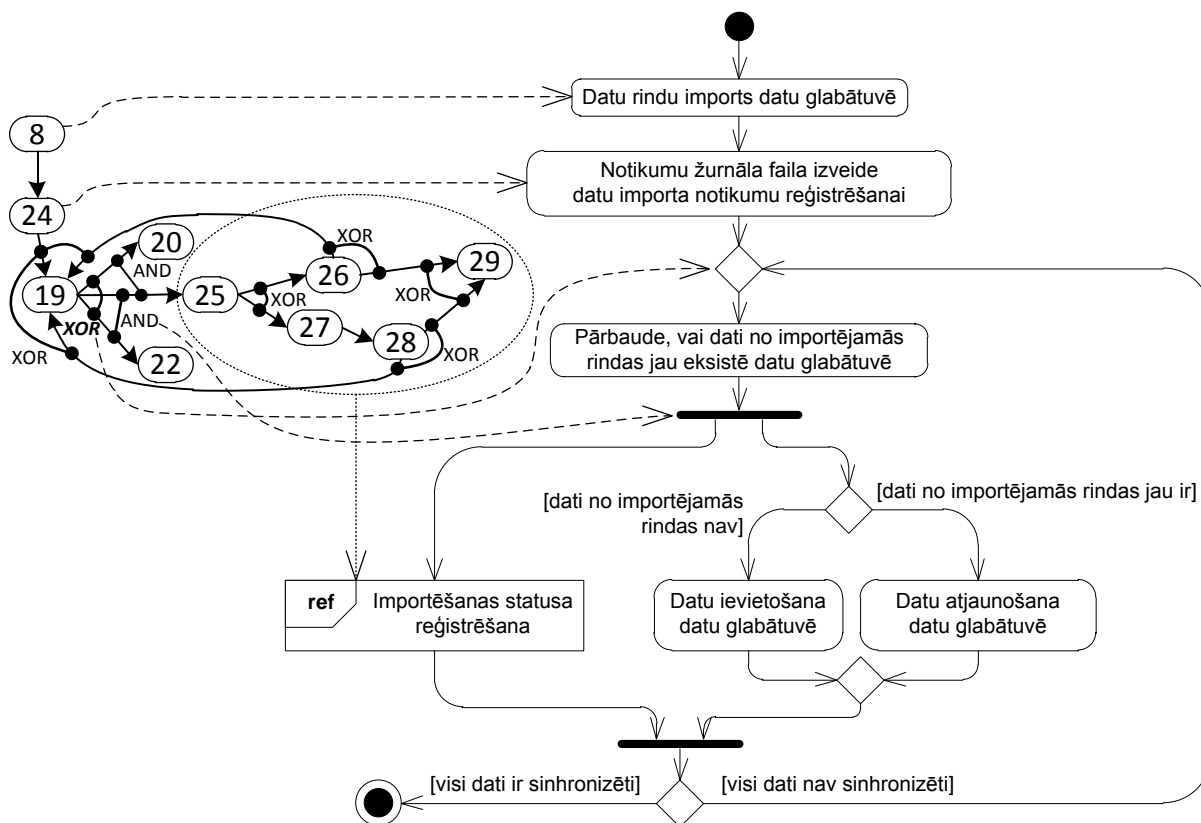 Datu rindu imports datu glabātuvē
8
Notikumu žurnāla faila izveide
datu importa notikumu reģistrēšanai
24
20
XOR
26
29
AND
19
25
XOR
XOR
XOR
AND
27
28
XOR
XOR
22
Pārbaude, vai dati no importējamās
rindas jau eksistē datu glabātuvē
[dati no importējamās
rindas nav]
[dati no importējamās rindas jau ir]
ref
Importēšanas statusa
reģistrēšana
Datu ievietošana
datu glabātuvē
Datu atjaunošana
datu glabātuvē
[visi dati ir sinhronizēti]
[visi dati nav sinhronizēti]